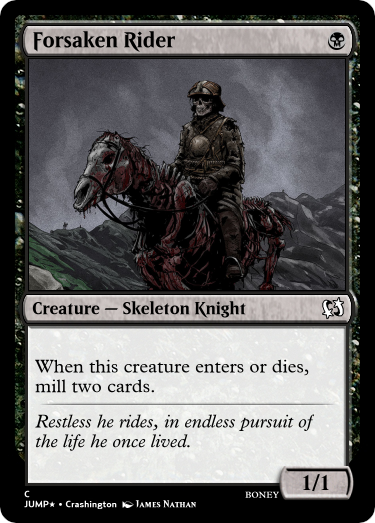 Forsaken Rider
Creature — Skeleton Knight
When this creature enters or dies,
mill two cards.
Restless he rides, in endless pursuit of
the life he once lived.
BONEY
1/1
C
JUMP★ • Crashington JAMES NATHAN